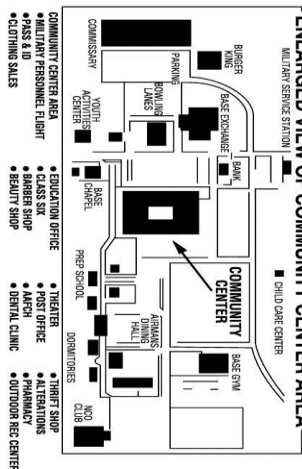 ENLARGED VIEW OF COMMUNITY CENTER AREA
MILITARY SERVICE STATION
CHILD CARE CENTER
BURGER
KING
BANK
COMMUNITY
CENTER
BASE GYM
BASE EXCHANGE
PARKING
COMMISSARY
BOWLING
LANES
AIRMANS
DINING
HALL
YOUTH
ACTIVITIES
CENTER
BASE
CHAPEL
PREP SCHOOL
DORMITORIES
NCO
CLUB
COMMUNITY CENTER AREA
• MILITARY PERSONNEL FLIGHT
• PASS & ID
• CLOTHING SALES
• EDUCATION OFFICE
• CLASS SIX
• BARBER SHOP
• BEAUTY SHOP
• THEATER
• POST OFFICE
• AAFCH
• DENTAL CLINIC
• THRIFT SHOP
• ALTERATIONS
• PHARMACY
• OUTDOOR REC CENTER